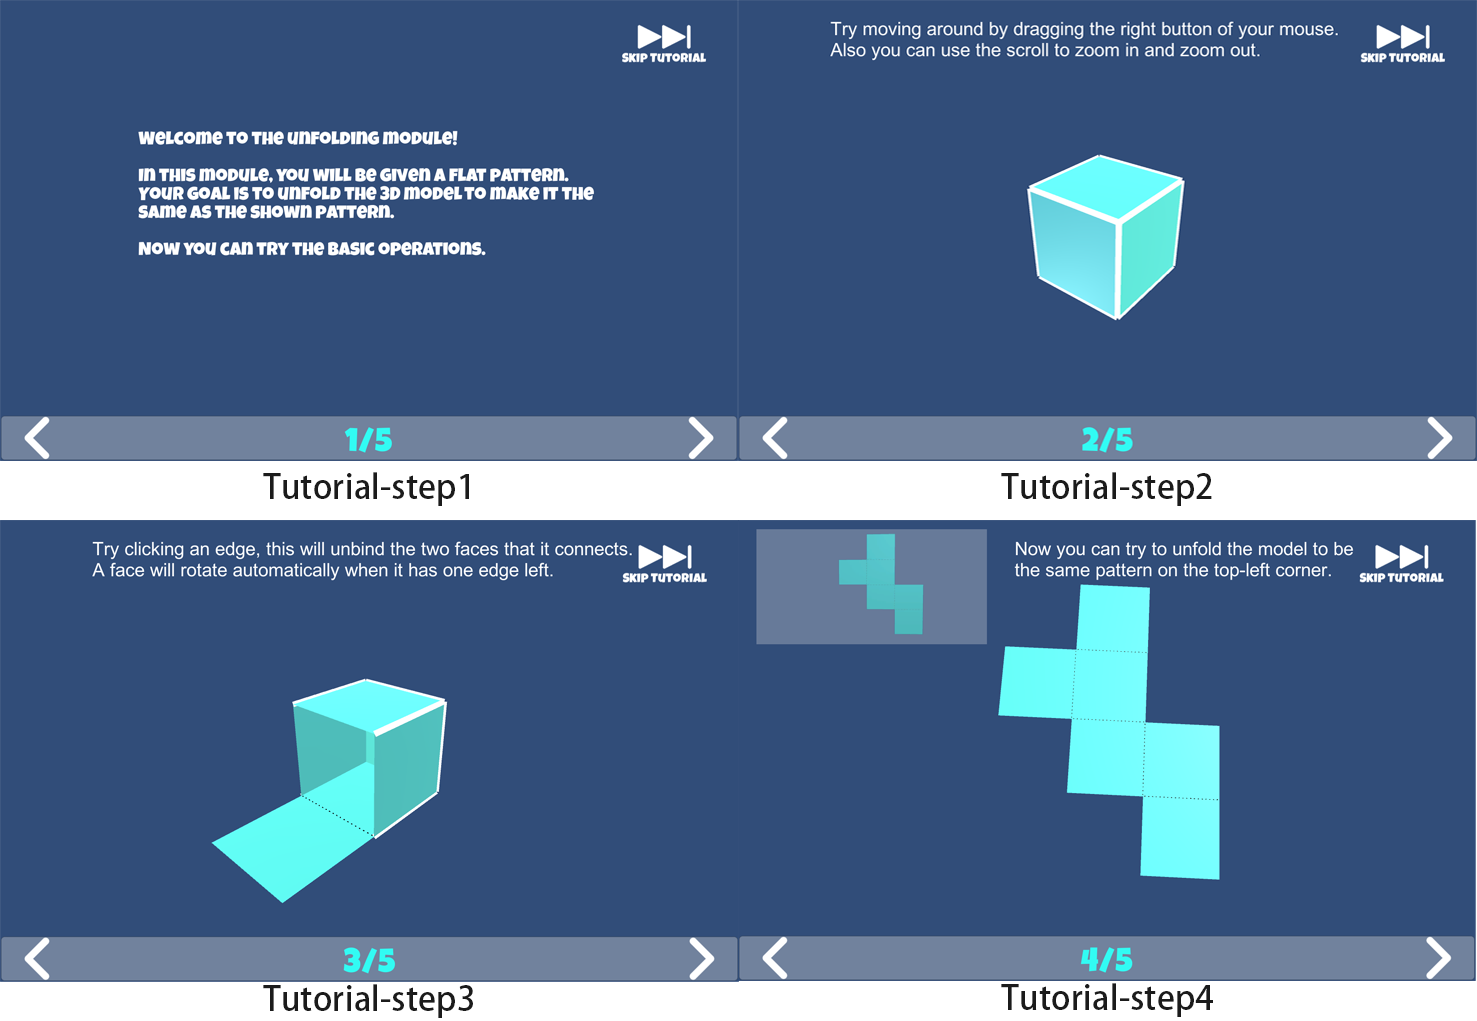 SKIP TUTORIAL
Welcome to the unfolding module!
In this module, you will be given a flat pattern.
Your goal is to unfold the 3D model to make it the
same as the shown pattern.
Now you can try the basic operations.
1/5
Tutorial-step1
Try moving around by dragging the right button of your mouse.
Also you can use the scroll to zoom in and zoom out.
SKIP TUTORIAL
2/5
Tutorial-step2
Try clicking an edge, this will unbind the two faces that it connects.
A face will rotate automatically when it has one edge left.
SKIP TUTORIAL
3/5
Tutorial-step3
Now you can try to unfold the model to be
the same pattern on the top-left corner.
SKIP TUTORIAL
4/5
Tutorial-step4